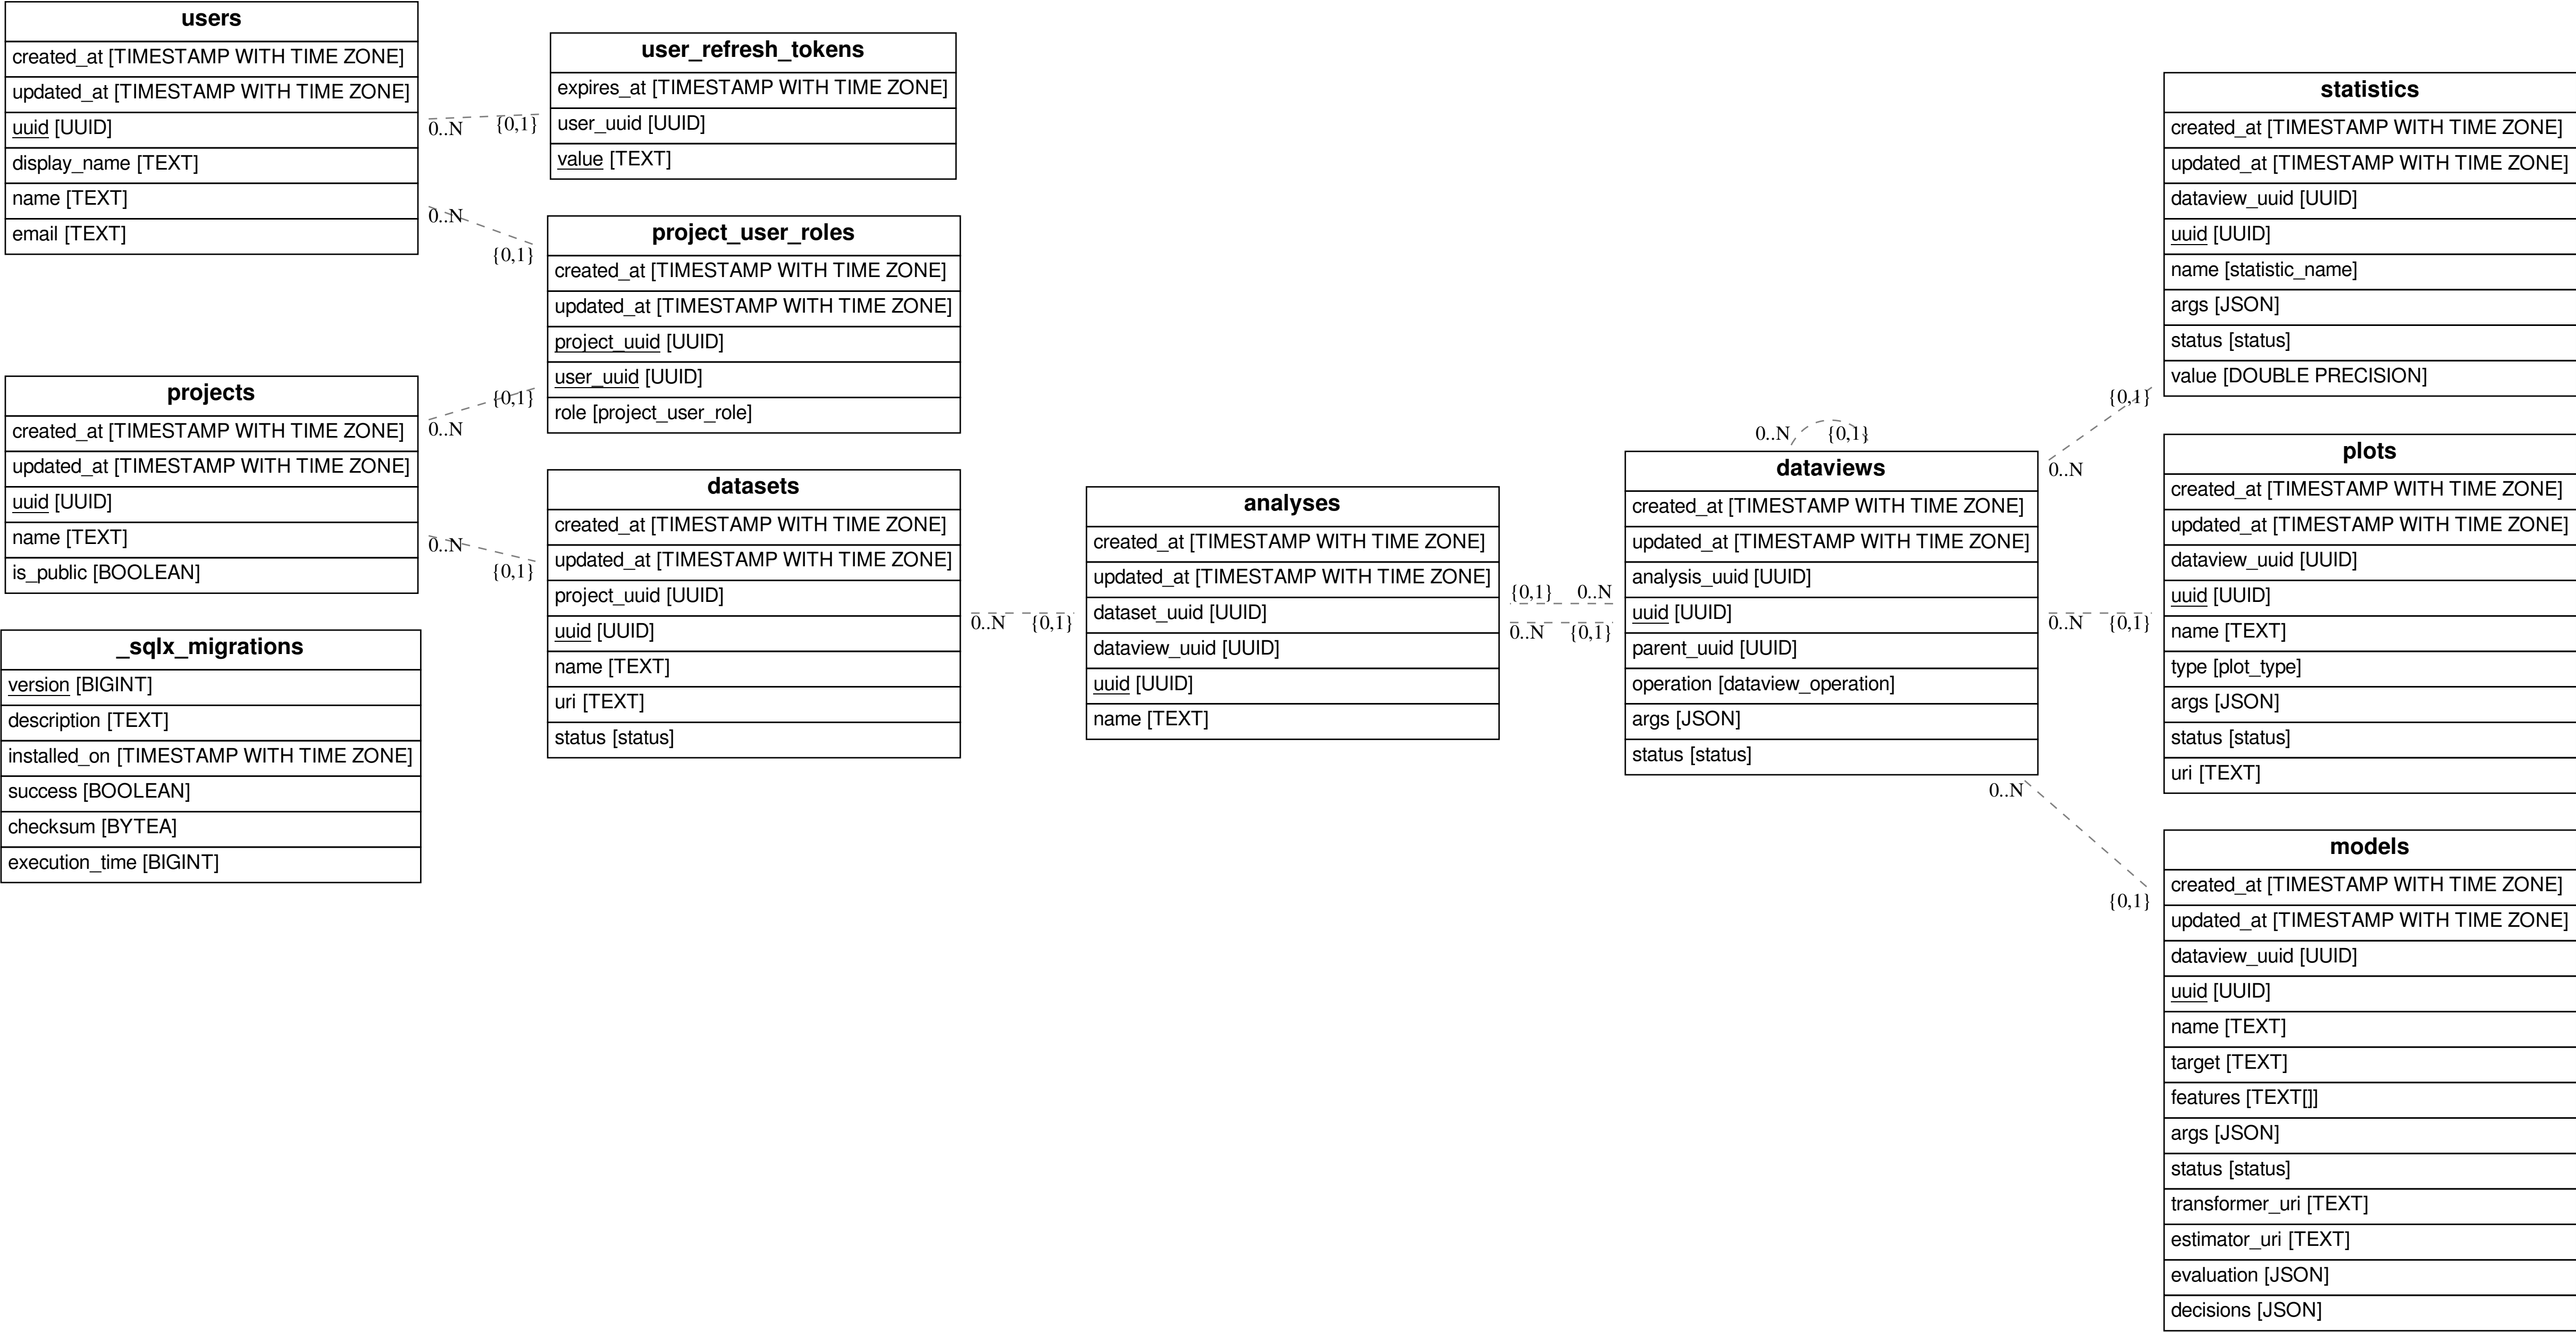 users
created_at [TIMESTAMP WITH TIME ZONE]
updated_at [TIMESTAMP WITH TIME ZONE]
uuid [UUID]
display_name [TEXT]
name [TEXT]
email [TEXT]
0..N {0,1}
0..N
{0,1}
user_refresh_tokens
expires_at [TIMESTAMP WITH TIME ZONE]
user_uuid [UUID]
value [TEXT]
project_user_roles
created_at [TIMESTAMP WITH TIME ZONE]
updated_at [TIMESTAMP WITH TIME ZONE]
project_uuid [UUID]
user_uuid [UUID]
role [project_user_role]
projects
created_at [TIMESTAMP WITH TIME ZONE]
updated_at [TIMESTAMP WITH TIME ZONE]
uuid [UUID]
name [TEXT]
is_public [BOOLEAN]
{0,1}
0..N
0..N
{0,1}
_sqlx_migrations
version [BIGINT]
description [TEXT]
installed_on [TIMESTAMP WITH TIME ZONE]
success [BOOLEAN]
checksum [BYTEA]
execution_time [BIGINT]
datasets
created_at [TIMESTAMP WITH TIME ZONE]
updated_at [TIMESTAMP WITH TIME ZONE]
project_uuid [UUID]
uuid [UUID]
name [TEXT]
uri [TEXT]
status [status]
0..N {0,1}
analyses
created_at [TIMESTAMP WITH TIME ZONE]
updated_at [TIMESTAMP WITH TIME ZONE]
dataset_uuid [UUID]
dataview_uuid [UUID]
uuid [UUID]
name [TEXT]
{0,1} 0..N
0..N {0,1}
0..N {0,1}
dataviews
created_at [TIMESTAMP WITH TIME ZONE]
updated_at [TIMESTAMP WITH TIME ZONE]
analysis_uuid [UUID]
uuid [UUID]
parent_uuid [UUID]
operation [dataview_operation]
args [JSON]
status [status]
{0,1}
0..N
0..N {0,1}
0..N
{0,1}
statistics
created_at [TIMESTAMP WITH TIME ZONE]
updated_at [TIMESTAMP WITH TIME ZONE]
dataview_uuid [UUID]
uuid [UUID]
name [statistic_name]
args [JSON]
status [status]
value [DOUBLE PRECISION]
plots
created_at [TIMESTAMP WITH TIME ZONE]
updated_at [TIMESTAMP WITH TIME ZONE]
dataview_uuid [UUID]
uuid [UUID]
name [TEXT]
type [plot_type]
args [JSON]
status [status]
uri [TEXT]
models
created_at [TIMESTAMP WITH TIME ZONE]
updated_at [TIMESTAMP WITH TIME ZONE]
dataview_uuid [UUID]
uuid [UUID]
name [TEXT]
target [TEXT]
features [TEXT[]]
args [JSON]
status [status]
transformer_uri [TEXT]
estimator_uri [TEXT]
evaluation [JSON]
decisions [JSON]